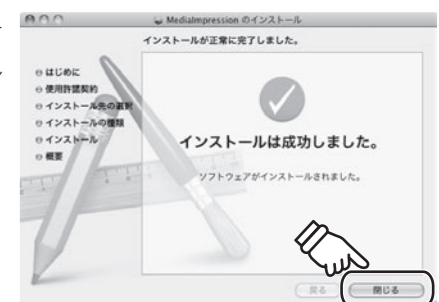 MediaImpression のインストール
インストールが正常に完了しました。
はじめに
使用許諾契約
インストール先の選択
インストールの種類
インストール
概要
インストールは成功しました。
ソフトウェアがインストールされました。
戻る
閉じる